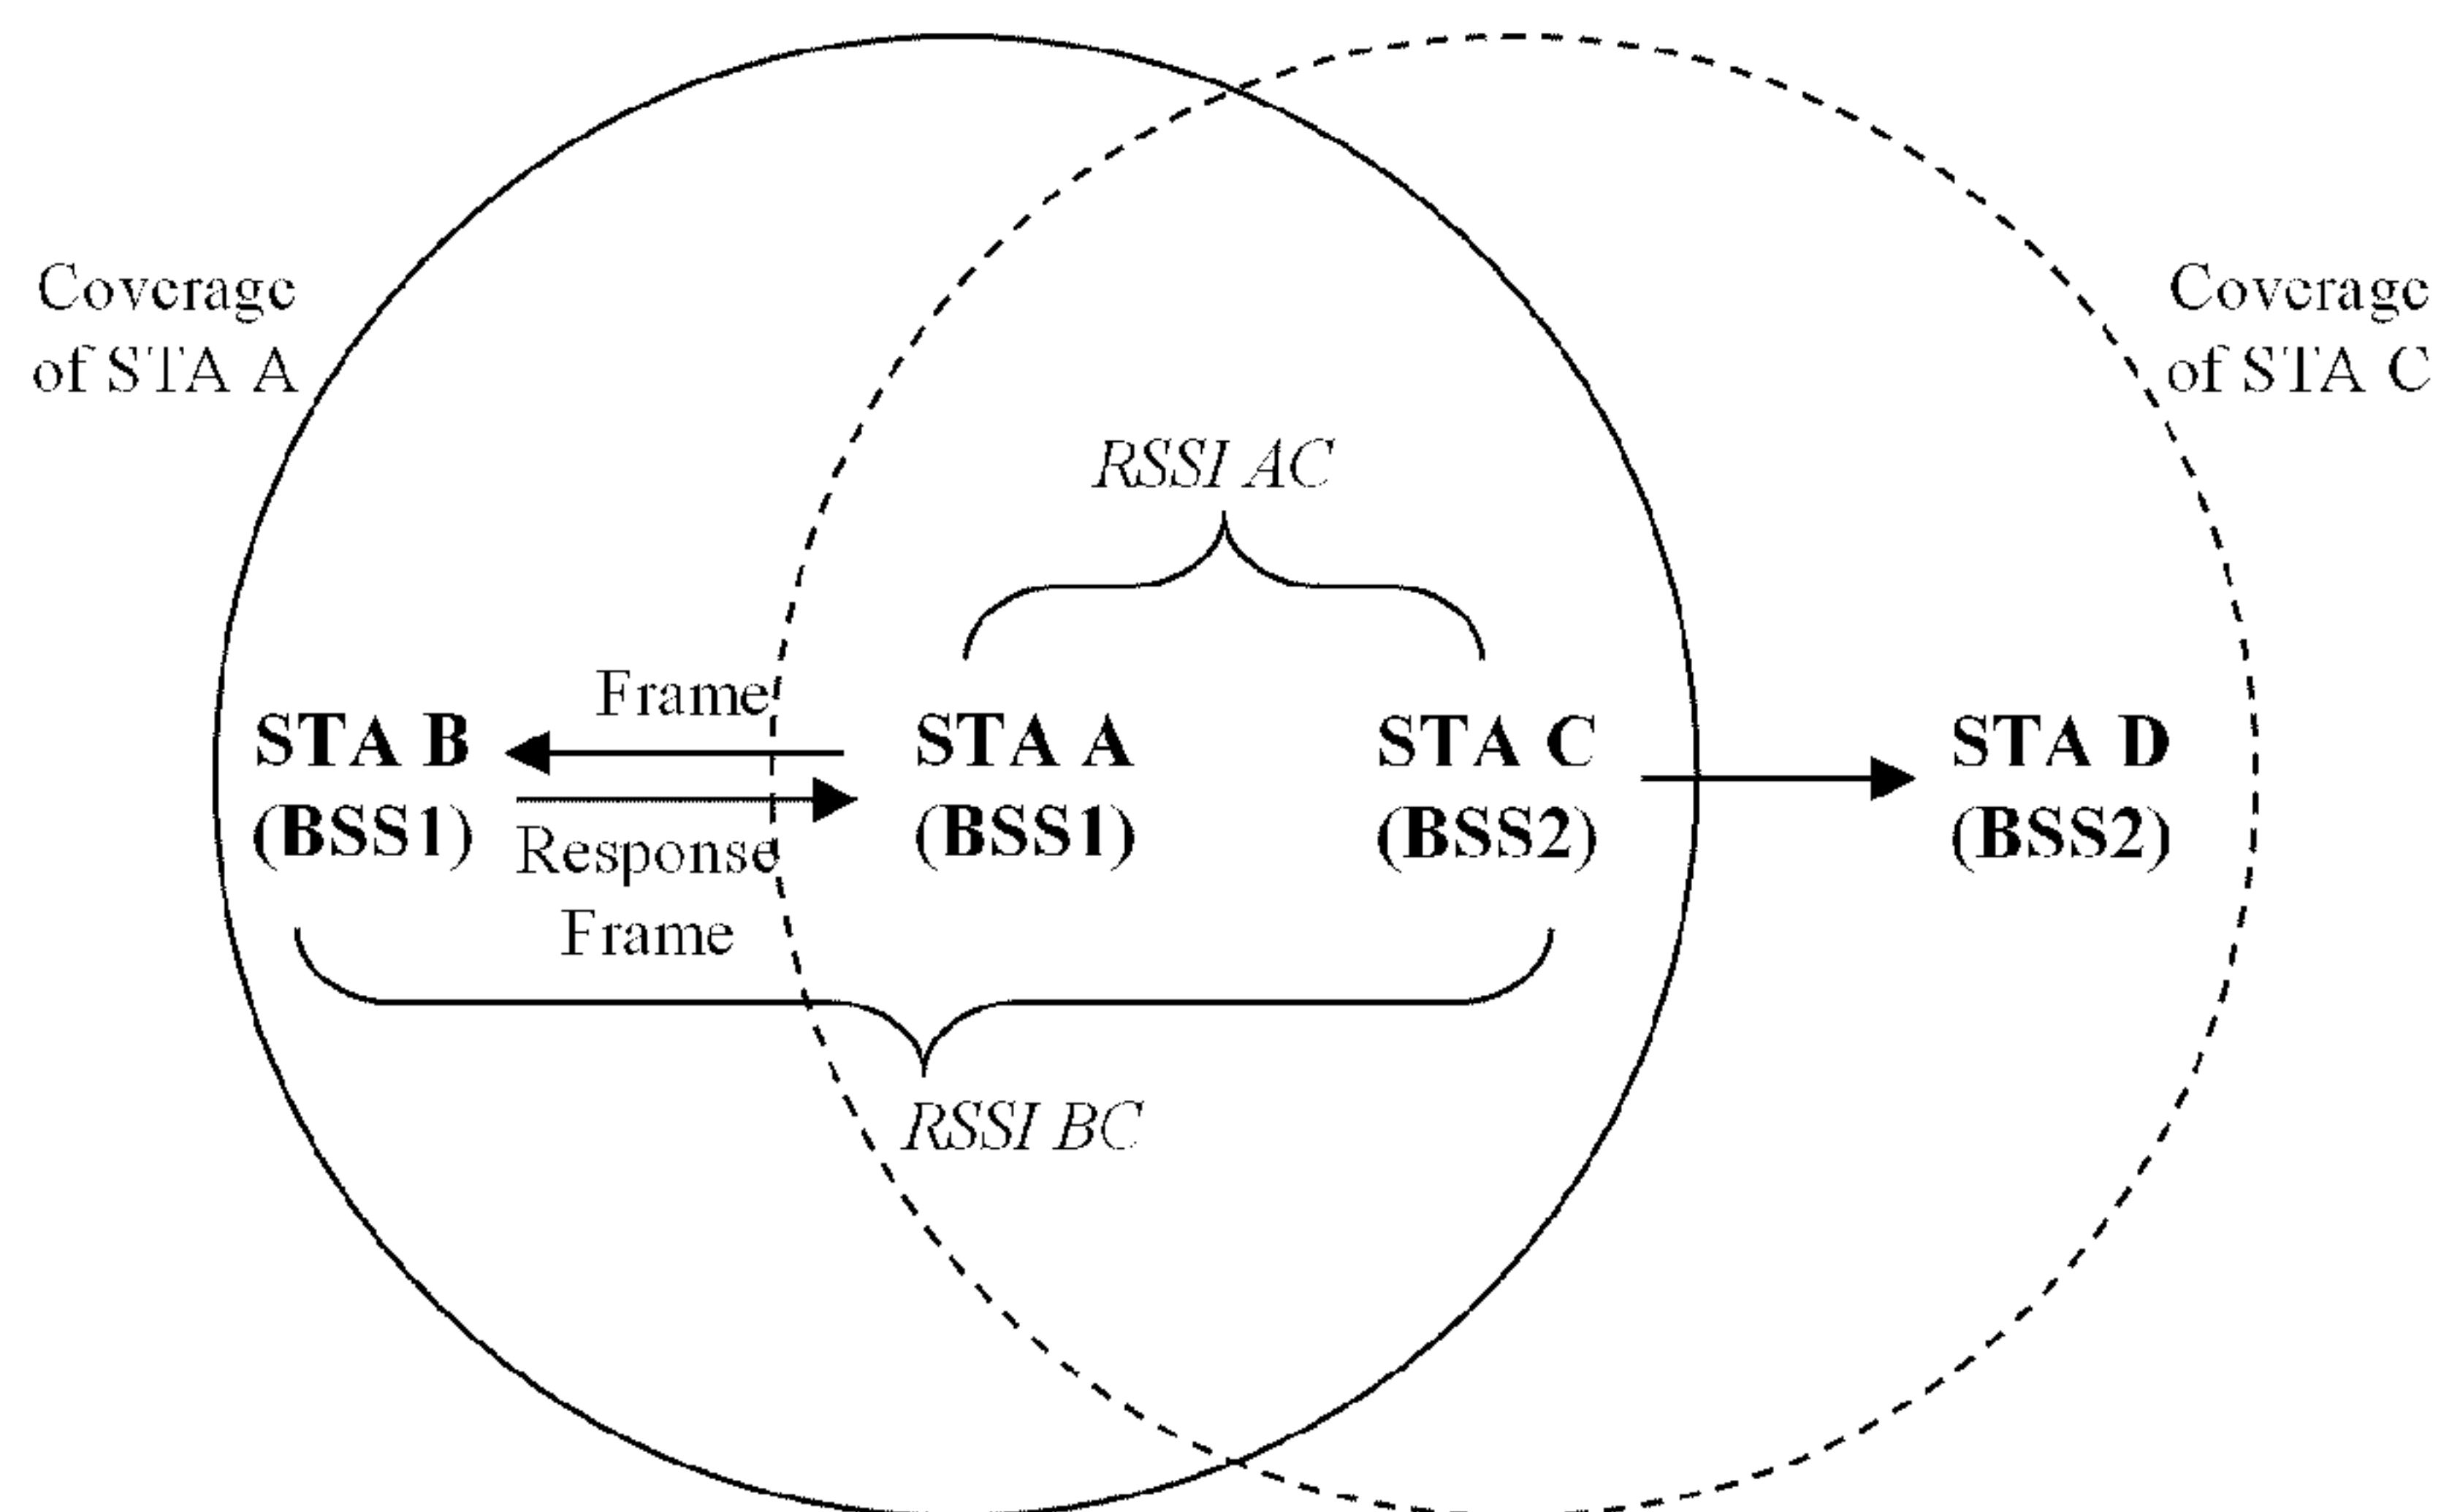 Coverage
of STA A
Coverage
of STA C
RSSI AC
Frame
STA B
(BSS1)
STA A
(BSS1)
STA C
(BSS2)
STA D
(BSS2)
Response
Frame
RSSI BC